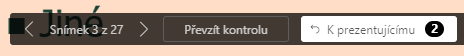 Jiné
Snímek 3 z 27
Převzít kontrolu
K prezentujícímu 2